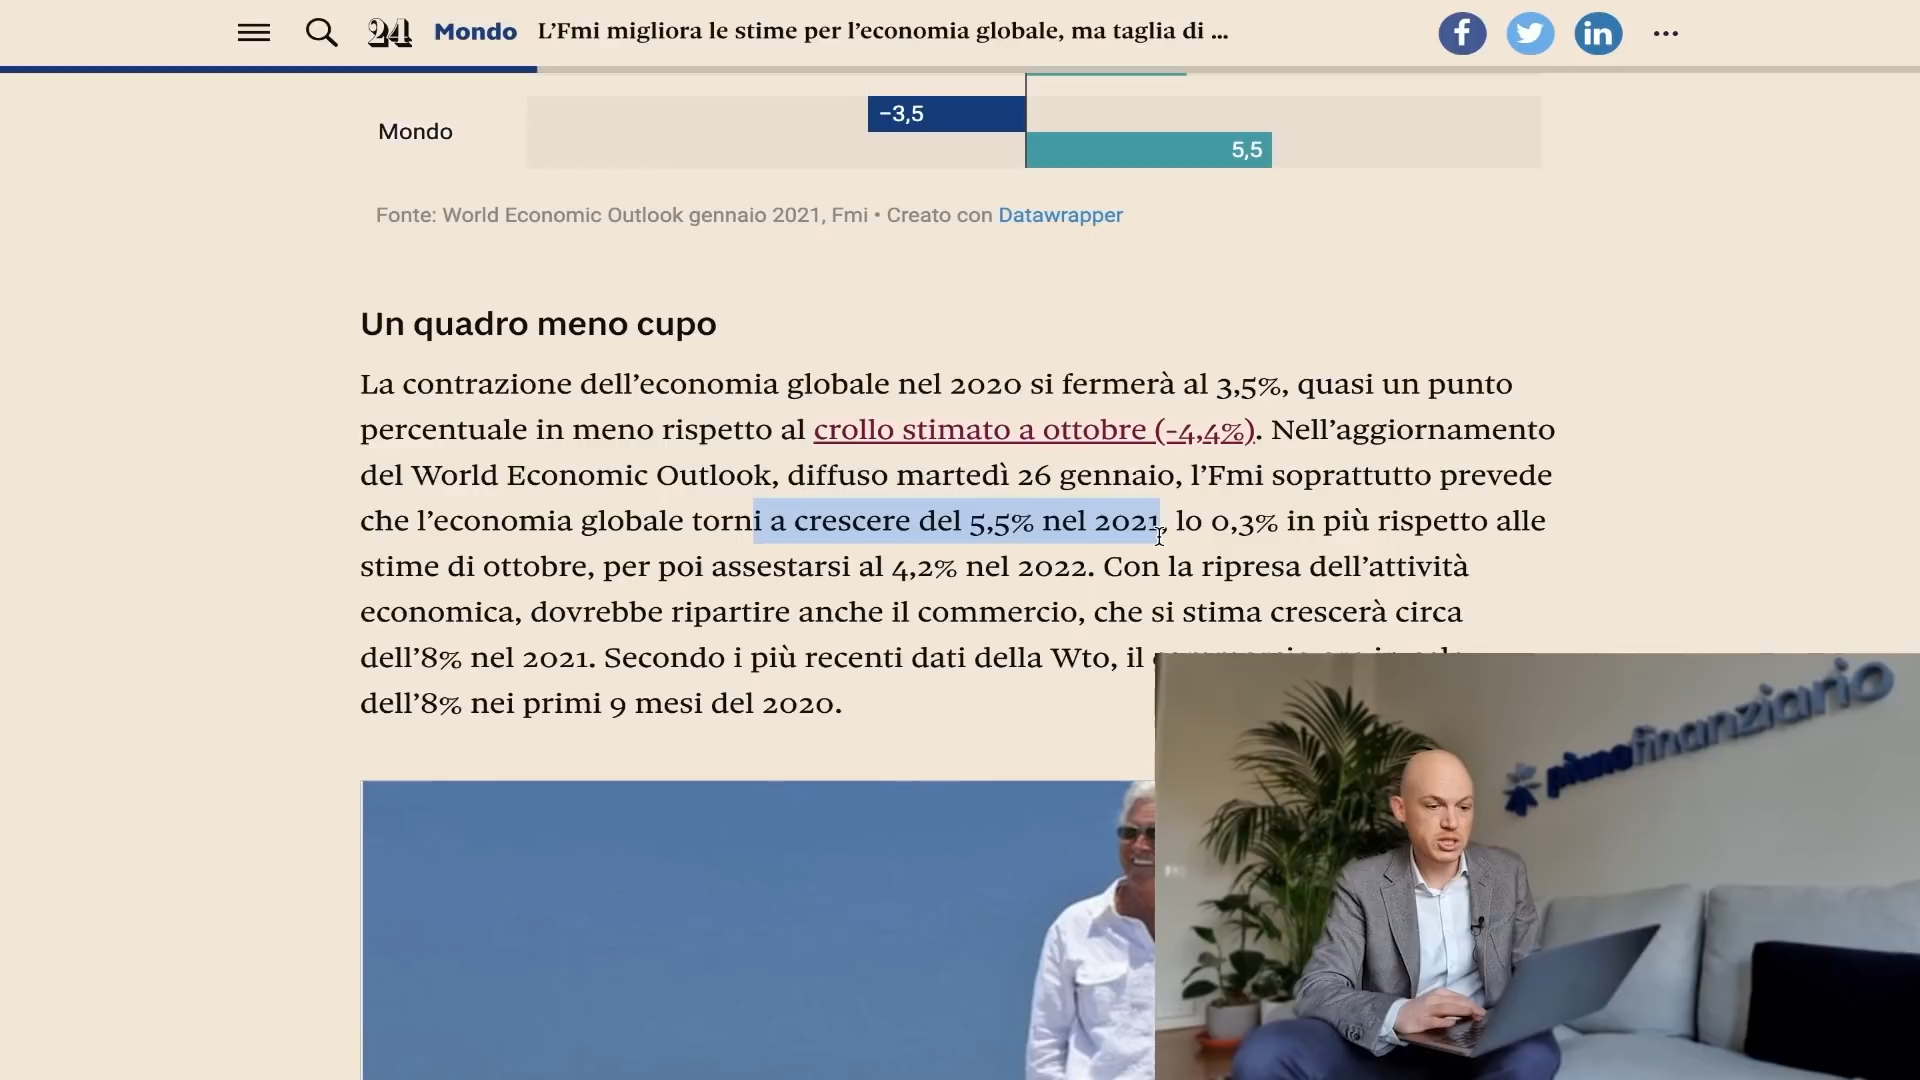 24 Mondo L'Fmi migliora le stime per l'economia globale, ma taglia di ...
Mondo
−3,5
5,5
Fonte: World Economic Outlook gennaio 2021, Fmi • Creato con Datawrapper
Un quadro meno cupo
La contrazione dell'economia globale nel 2020 si fermerà al 3,5%, quasi un punto
percentuale in meno rispetto al crollo stimato a ottobre (-4,4%). Nell'aggiornamento
del World Economic Outlook, diffuso martedì 26 gennaio, l'Fmi soprattutto prevede
che l'economia globale torni a crescere del 5,5% nel 2021, lo 0,3% in più rispetto alle
stime di ottobre, per poi assestarsi al 4,2% nel 2022. Con la ripresa dell'attività
economica, dovrebbe ripartire anche il commercio, che si stima crescerà circa
dell'8% nel 2021. Secondo i più recenti dati della Wto, il
dell'8% nei primi 9 mesi del 2020.
pianofinanziario